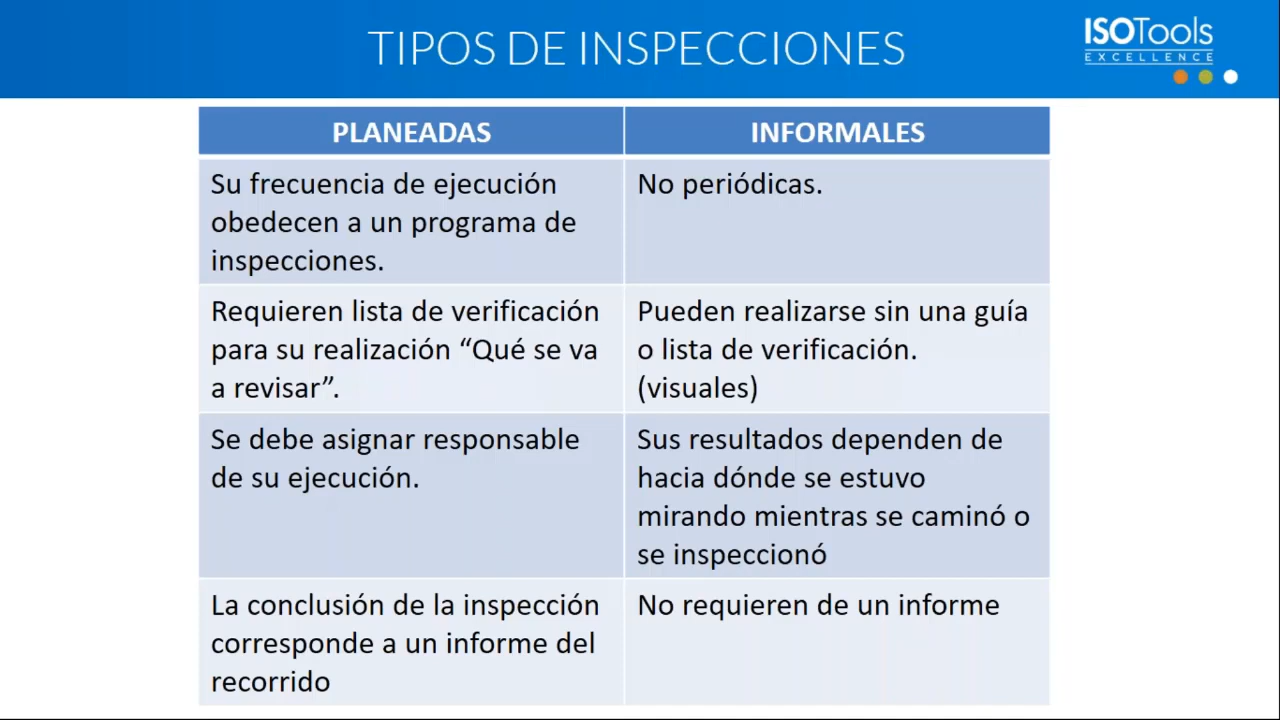 TIPOS DE INSPECCIONES
ISOTools
EXCELLENCE
PLANEADAS
INFORMALES
Su frecuencia de ejecución
obedecen a un programa de
inspecciones.
No periódicas.
Requieren lista de verificación
para su realización “Qué se va
a revisar”.
Pueden realizarse sin una guía
o lista de verificación.
(visuales)
Se debe asignar responsable
de su ejecución.
Sus resultados dependen de
hacia dónde se estuvo
mirando mientras se caminó o
se inspeccionó
La conclusión de la inspección
corresponde a un informe del
recorrido
No requieren de un informe